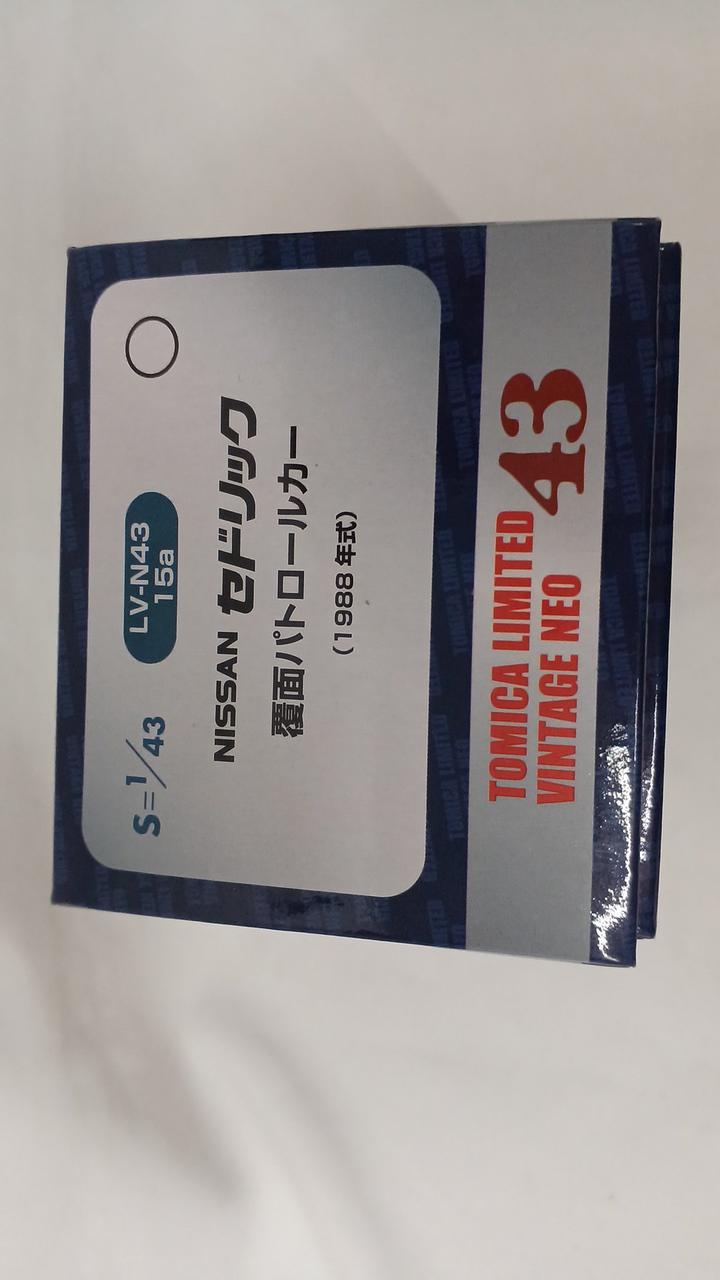 S=1/43
LV-N43
15a
NISSAN セドリック
覆面パトロールカー
(1988年式)
TOMICA LIMITED
VINTAGE NEO
43